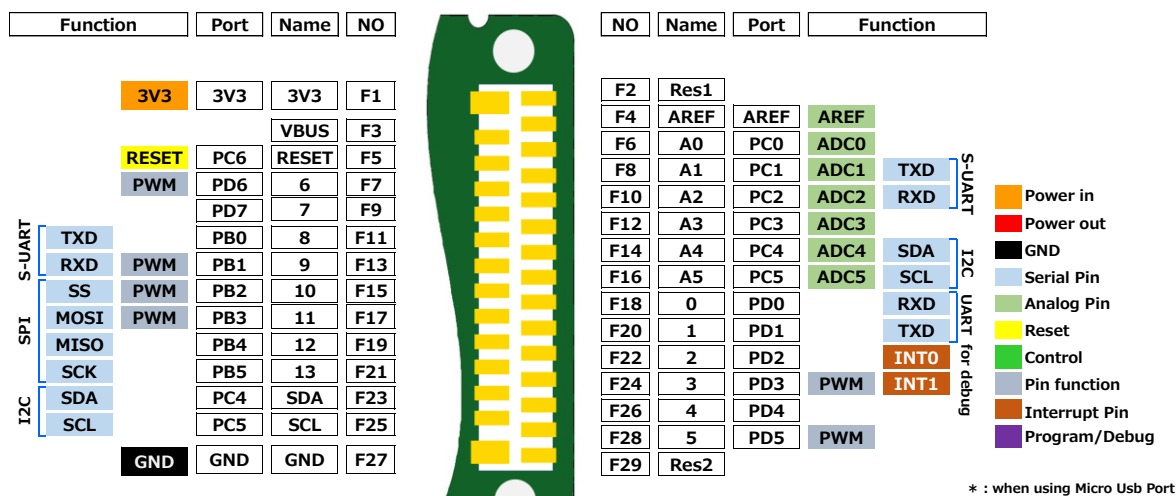 Function Port Name NO
NO Name Port Function
3V3 3V3 3V3 F1
VBUS F3
RESET PC6 RESET F5
PWM PD6 6 F7
PD7 7 F9
S-UART
TXD PB0 8 F11
RXD PWM PB1 9 F13
SPI
SS PWM PB2 10 F15
MOSI PWM PB3 11 F17
MISO PB4 12 F19
SCK PB5 13 F21
I2C
SDA PC4 SDA F23
SCL PC5 SCL F25
GND GND GND F27
F2 Res1
F4 AREF AREF AREF
F6 A0 PC0 ADC0
F8 A1 PC1 ADC1 TXD
F10 A2 PC2 ADC2 RXD
S-UART
F12 A3 PC3 ADC3
F14 A4 PC4 ADC4 SDA
F16 A5 PC5 ADC5 SCL
I2C
F18 0 PD0 RXD
F20 1 PD1 TXD
UART for debug
F22 2 PD2 INT0
F24 3 PD3 PWM INT1
F26 4 PD4
F28 5 PD5 PWM
F29 Res2
Power in
Power out
GND
Serial Pin
Analog Pin
Reset
Control
Pin function
Interrupt Pin
Program/Debug
* : when using Micro Usb Port